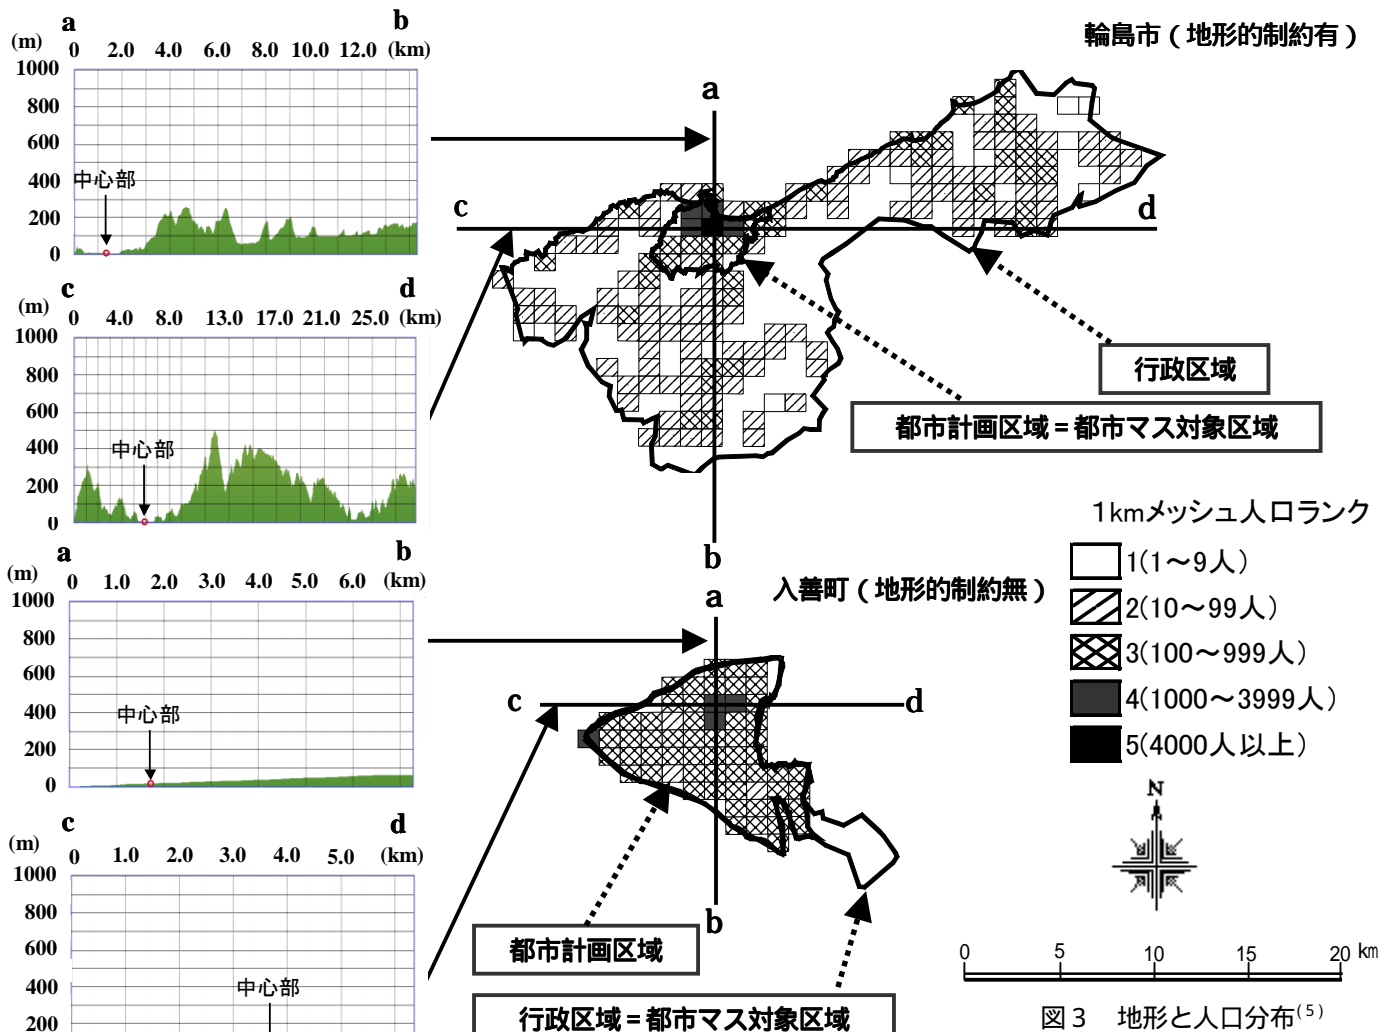 a b
(m) 0 2.0 4.0 6.0 8.0 10.0 12.0 (km)
1000
800
600
400
200
0
中心部
c d
(m) 0 4.0 8.0 13.0 17.0 21.0 25.0 (km)
1000
800
600
400
200
0
中心部
a b
(m) 0 1.0 2.0 3.0 4.0 5.0 6.0 (km)
1000
800
600
400
200
0
中心部
c d
(m) 0 1.0 2.0 3.0 4.0 5.0 (km)
1000
800
600
400
200
中心部
輪島市(地形的制約有)
a
c
d
b
行政区域
都市計画区域=都市マス対象区域
入善町(地形的制約無)
a
c
d
b
都市計画区域
行政区域=都市マス対象区域
1kmメッシュ人口ランク
1(1~9人)
2(10~99人)
3(100~999人)
4(1000~3999人)
5(4000人以上)
N
0 5 10 15 20 km
図3 地形と人口分布(5)